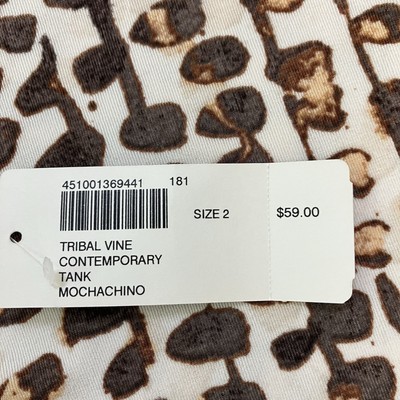 451001369441 181
SIZE 2 $59.00
TRIBAL VINE
CONTEMPORARY
TANK
MOCHACHINO